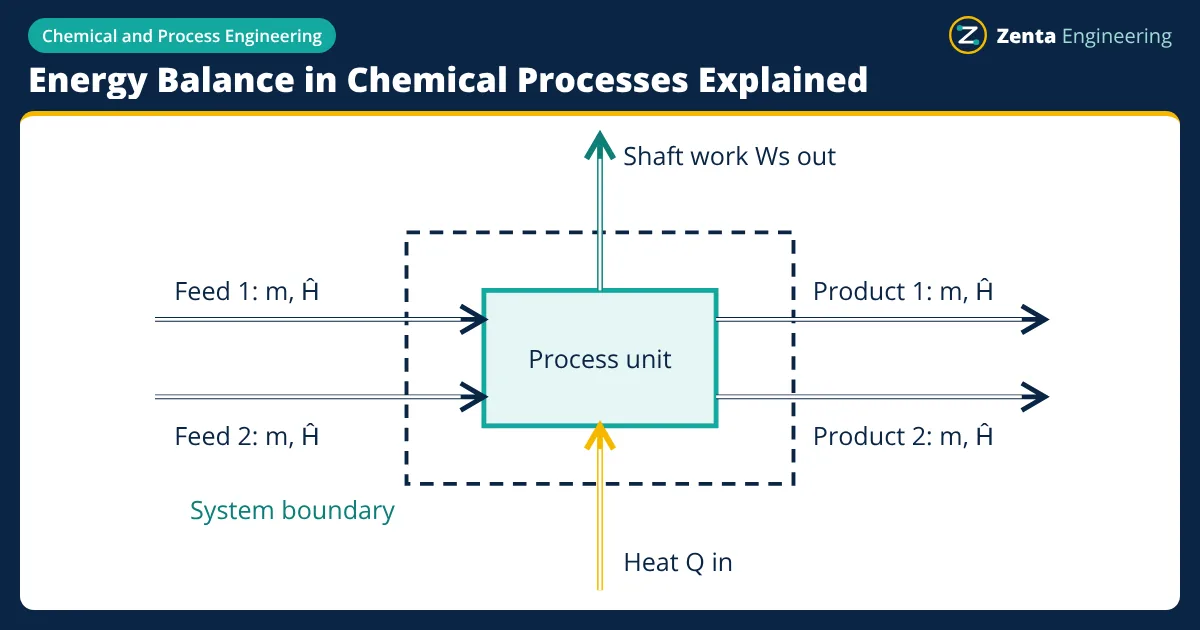 Chemical and Process Engineering
Zenta Engineering
Energy Balance in Chemical Processes Explained
Shaft work Ws out
Feed 1: m, Ĥ
Product 1: m, Ĥ
Process unit
Feed 2: m, Ĥ
Product 2: m, Ĥ
System boundary
Heat Q in